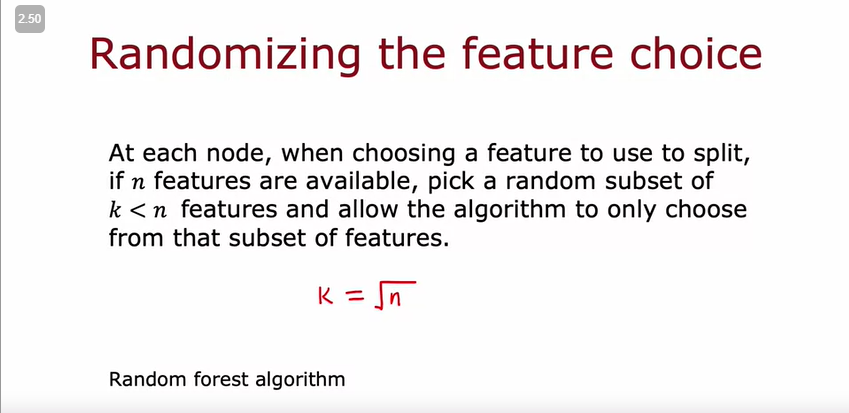 2.50
Randomizing the feature choice
At each node, when choosing a feature to use to split,
if n features are available, pick a random subset of
k < n features and allow the algorithm to only choose
from that subset of features.
K = √n
Random forest algorithm